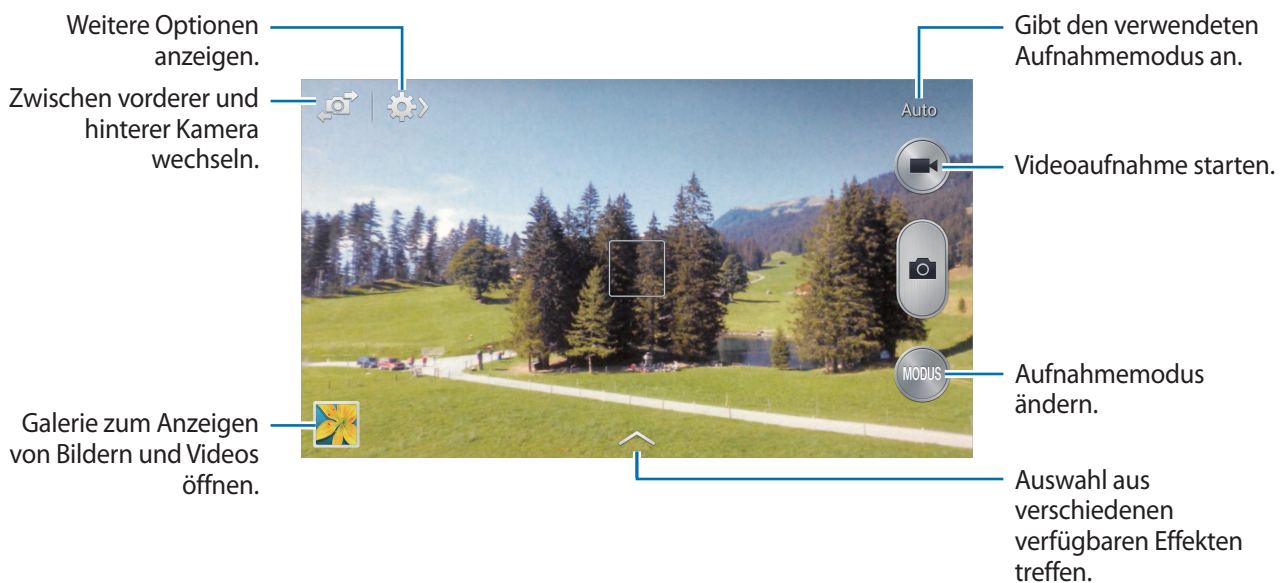 Weitere Optionen
anzeigen.
Zwischen vorderer und
hinterer Kamera
wechseln.
Galerie zum Anzeigen
von Bildern und Videos
öffnen.
Gibt den verwendeten
Aufnahmemodus an.
Auto
Videoaufnahme starten.
MODUS
Aufnahmemodus
ändern.
Auswahl aus
verschiedenen
verfügbaren Effekten
treffen.